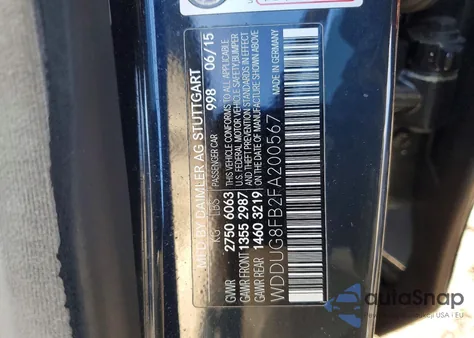 MFD BY DAIMLER AG STUTTGART
PASSENGER CAR 998 06/15
KG LBS
GVWR 2750 6063
GAWR FRONT 1355 2987
GAWR REAR 1460 3219
THIS VEHICLE CONFORMS TO ALL APPLICABLE
U.S. FEDERAL MOTOR VEHICLE SAFETY, BUMPER
AND THEFT PREVENTION STANDARDS IN EFFECT
ON THE DATE OF MANUFACTURE SHOWN ABOVE
WDDUG8FB2FA200567
MADE IN GERMANY
autoSnap
USA i EU